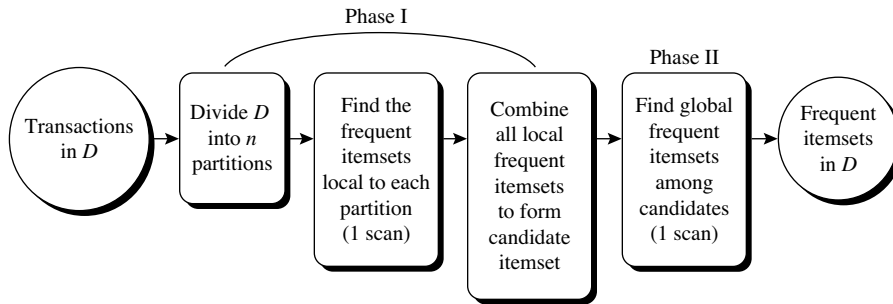 Phase I
Transactions
in D
Divide D
into n
partitions
Find the
frequent
itemsets
local to each
partition
(1 scan)
Combine
all local
frequent
itemsets
to form
candidate
itemset
Phase II
Find global
frequent
itemsets
among
candidates
(1 scan)
Frequent
itemsets
in D